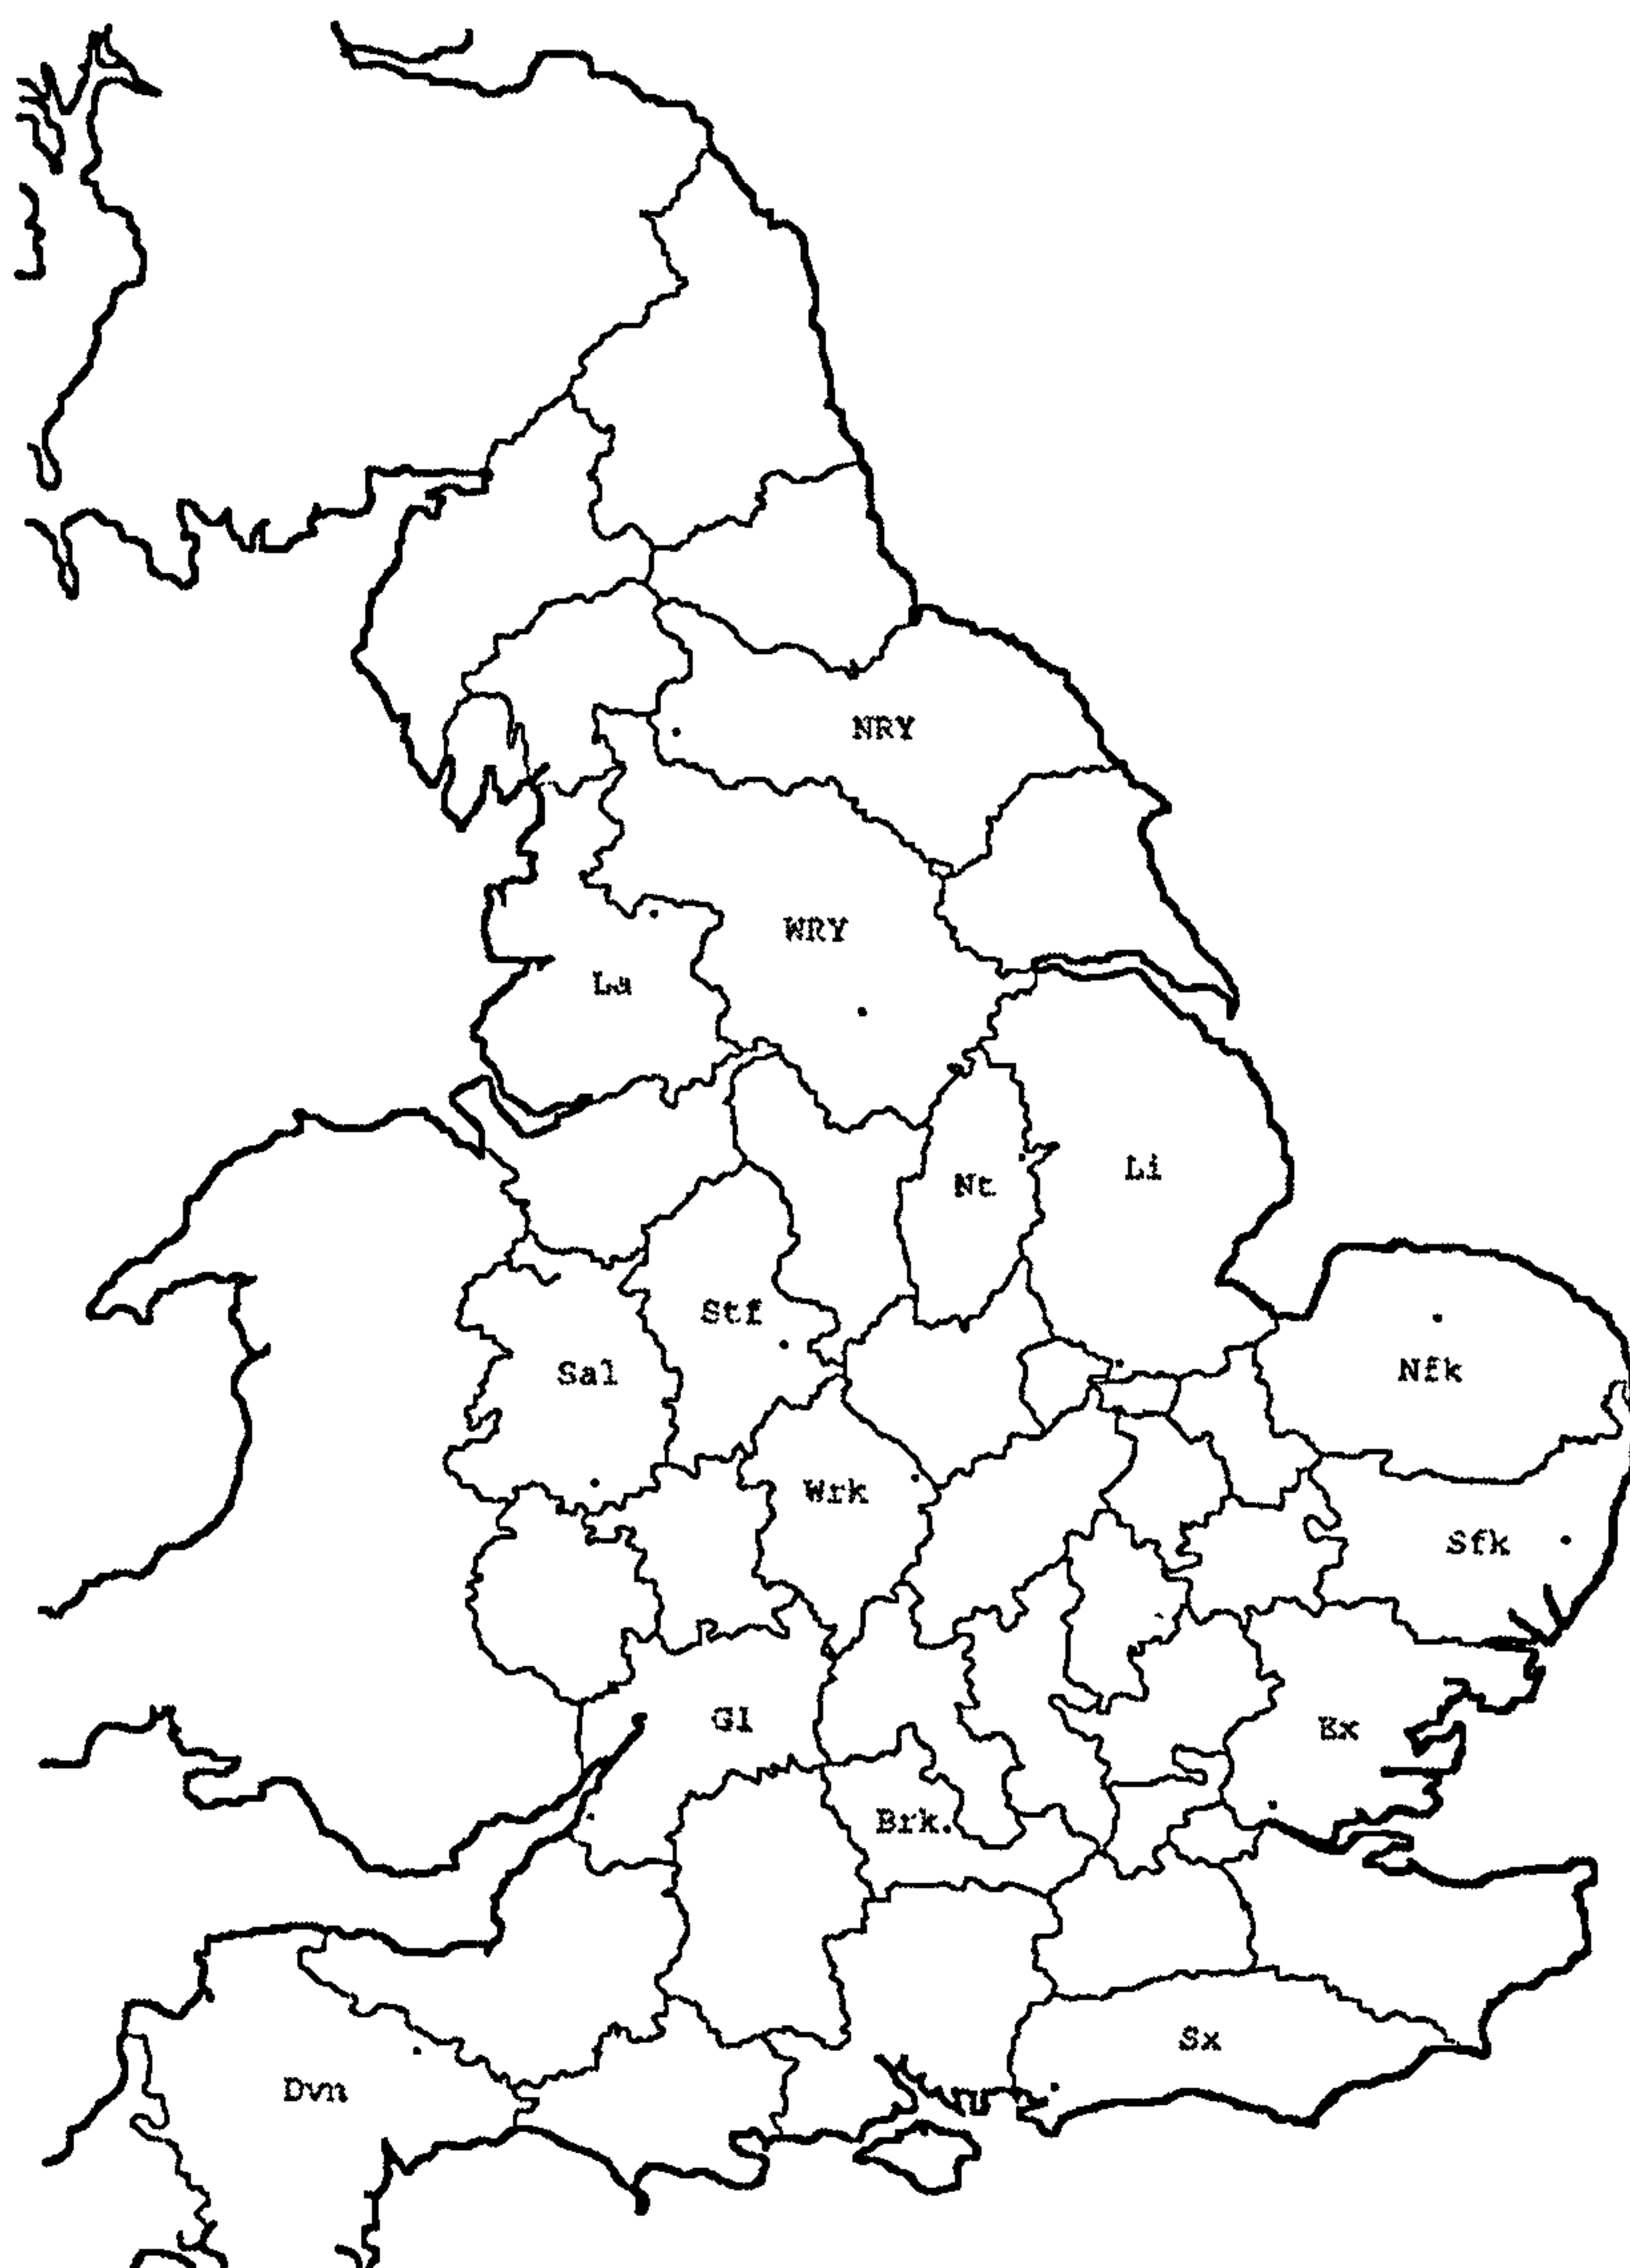 NRY
WRY
La
Li
Nt
Stf
Nfk
Sal
Wrk
Sfk
Gl
Ex
Brk
Sx
Dvn